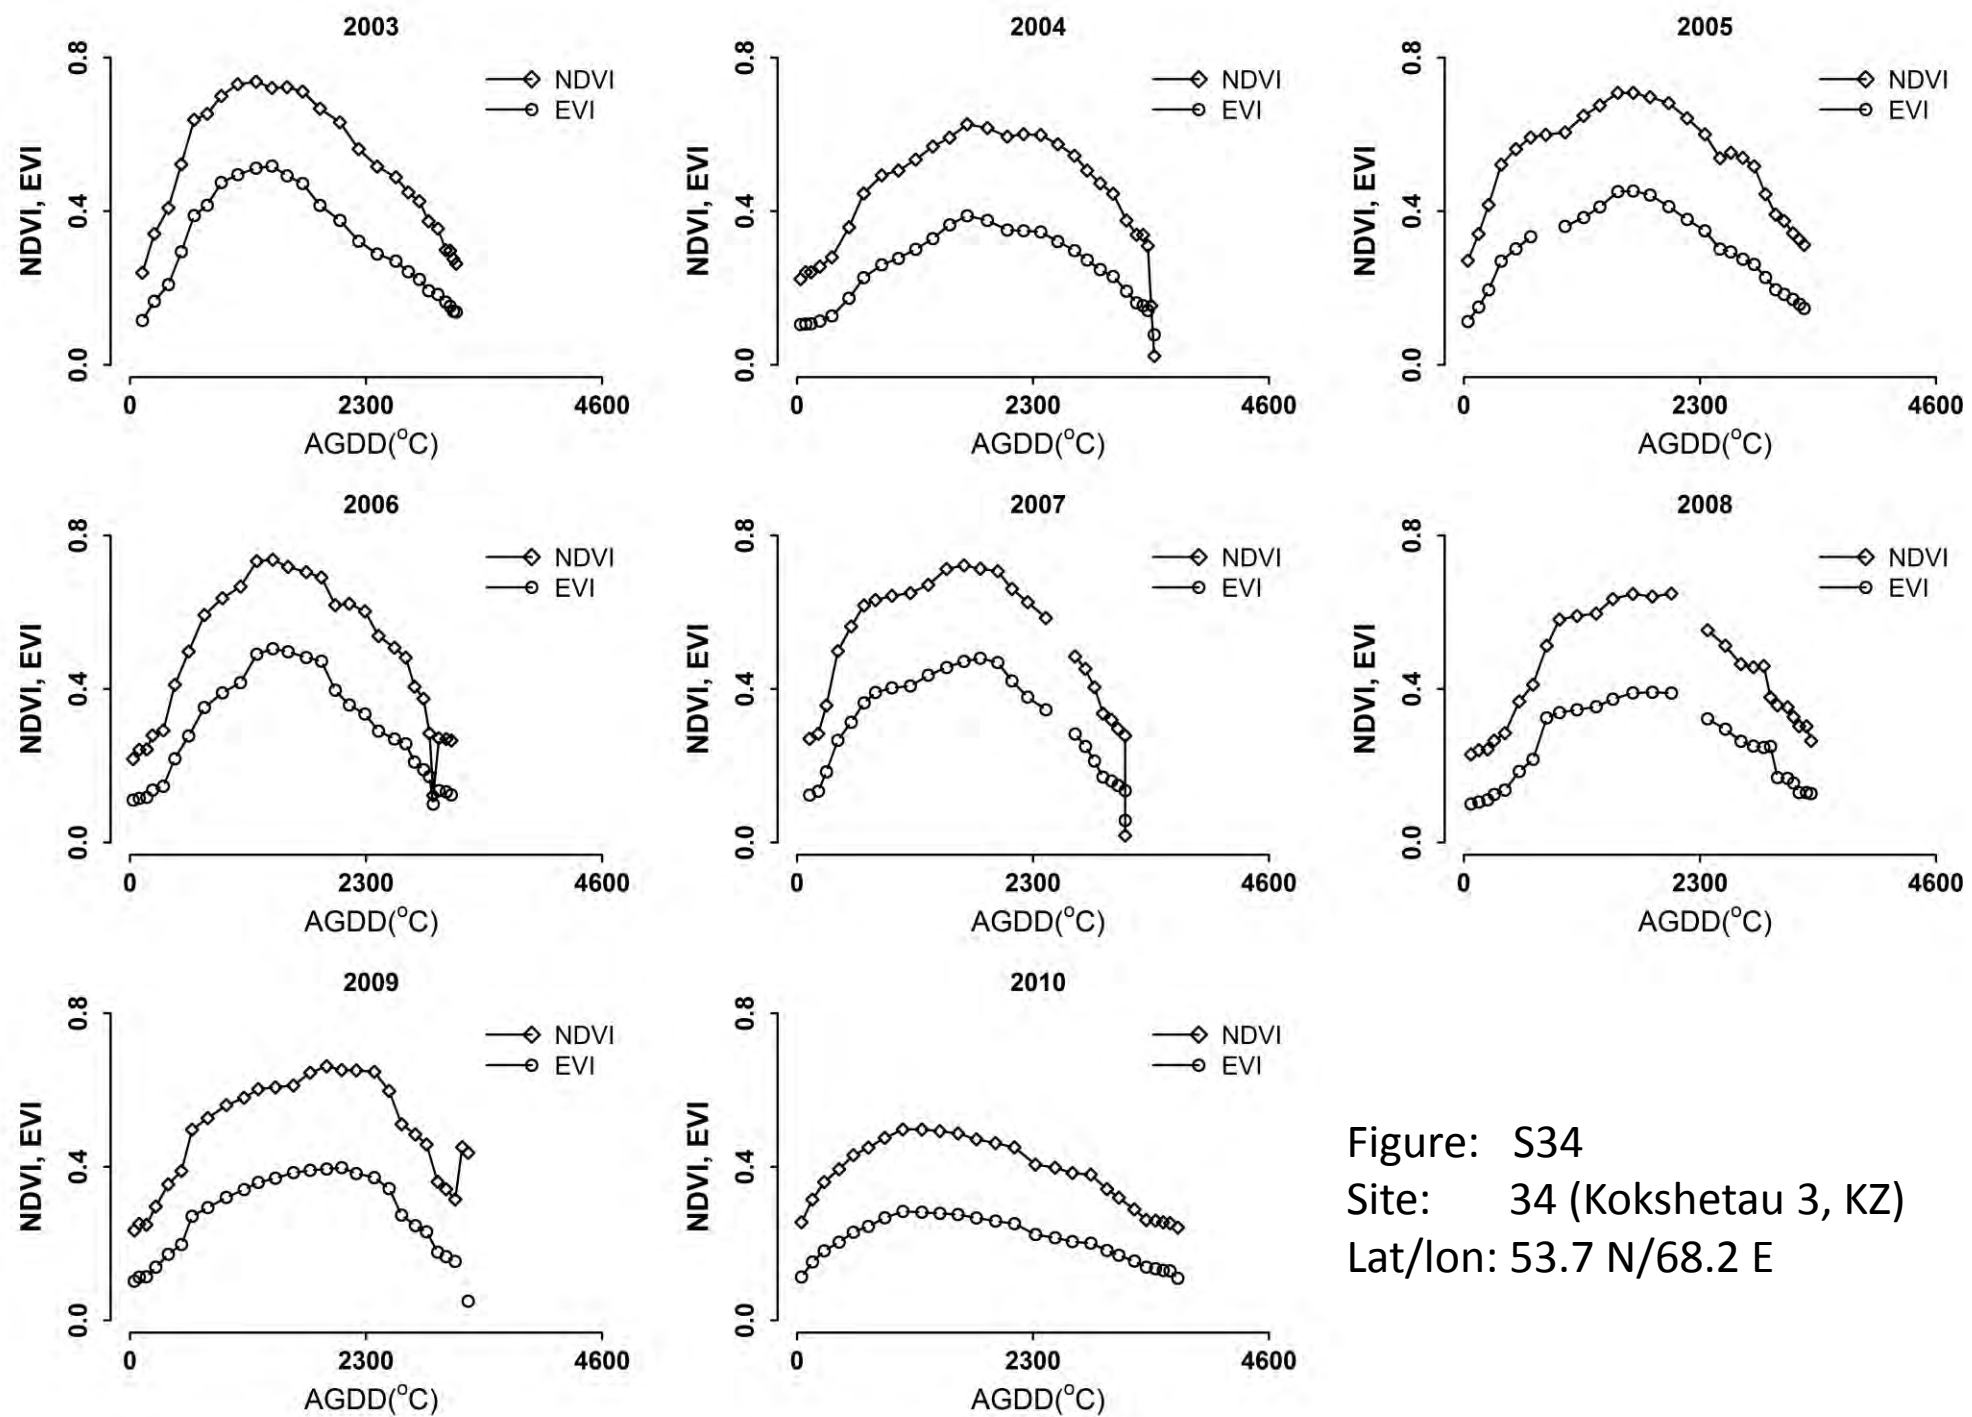 2003
NDVI
EVI
NDVI, EVI
0.8
0.4
0.0
0 2300 4600
AGDD(°C)
2004
NDVI
EVI
NDVI, EVI
0.8
0.4
0.0
0 2300 4600
AGDD(°C)
2005
NDVI
EVI
NDVI, EVI
0.8
0.4
0.0
0 2300 4600
AGDD(°C)
2006
NDVI
EVI
NDVI, EVI
0.8
0.4
0.0
0 2300 4600
AGDD(°C)
2007
NDVI
EVI
NDVI, EVI
0.8
0.4
0.0
0 2300 4600
AGDD(°C)
2008
NDVI
EVI
NDVI, EVI
0.8
0.4
0.0
0 2300 4600
AGDD(°C)
2009
NDVI
EVI
NDVI, EVI
0.8
0.4
0.0
0 2300 4600
AGDD(°C)
2010
NDVI
EVI
NDVI, EVI
0.8
0.4
0.0
0 2300 4600
AGDD(°C)
Figure: S34
Site: 34 (Kokshetau 3, KZ)
Lat/lon: 53.7 N/68.2 E